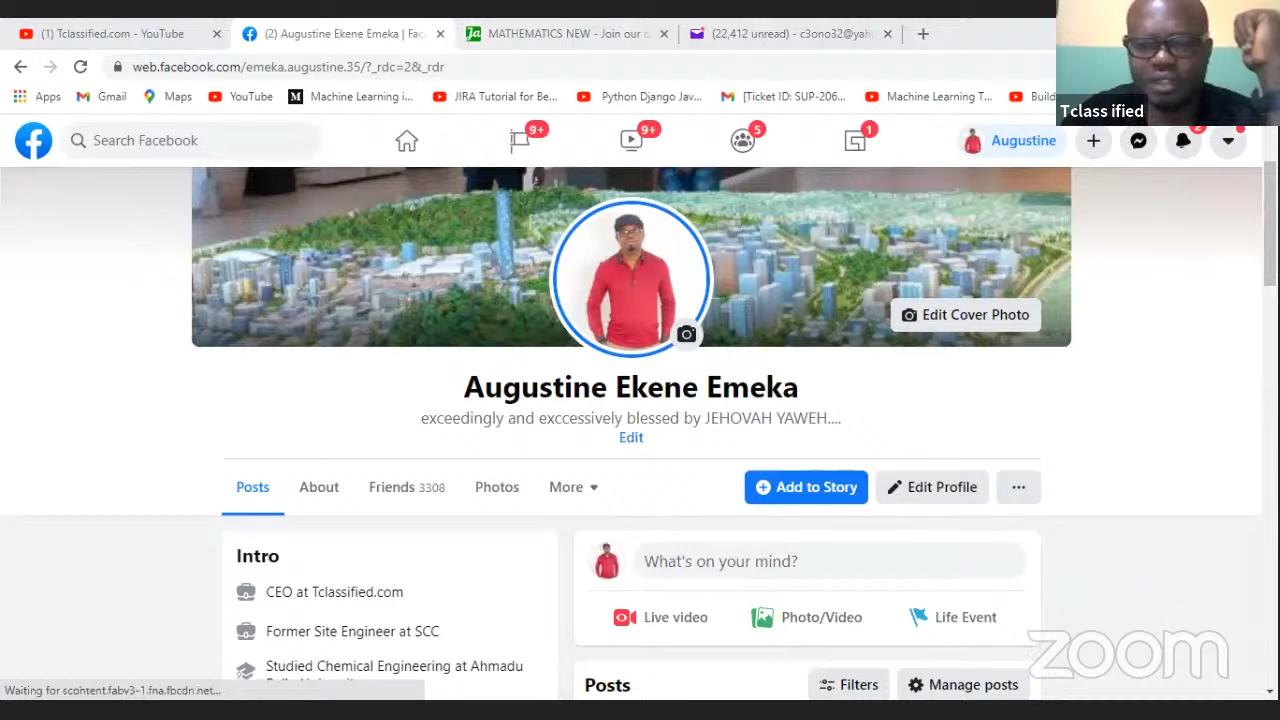 (1) Tclassified.com - YouTube
(2) Augustine Ekene Emeka | Fac
MATHEMATICS NEW - Join our c
(22,412 unread) - c3ono32@yah
web.facebook.com/emeka.augustine.35/?_rdc=2&_rdr
Apps
Gmail
Maps
YouTube
Machine Learning i...
JIRA Tutorial for Be...
Python Django Jav...
[Ticket ID: SUP-206...
Machine Learning T...
Build
Tclass ified
Search Facebook
9+
9+
5
1
Augustine
2
Edit Cover Photo
Augustine Ekene Emeka
exceedingly and exccessively blessed by JEHOVAH YAWEH....
Edit
Posts
About
Friends 3308
Photos
More
Add to Story
Edit Profile
Intro
CEO at Tclassified.com
Former Site Engineer at SCC
Studied Chemical Engineering at Ahmadu
What's on your mind?
Live video
Photo/Video
Life Event
Posts
Filters
Manage posts
zoom
Waiting for scohtent.fabv3-1.fna.fbcdn.net...